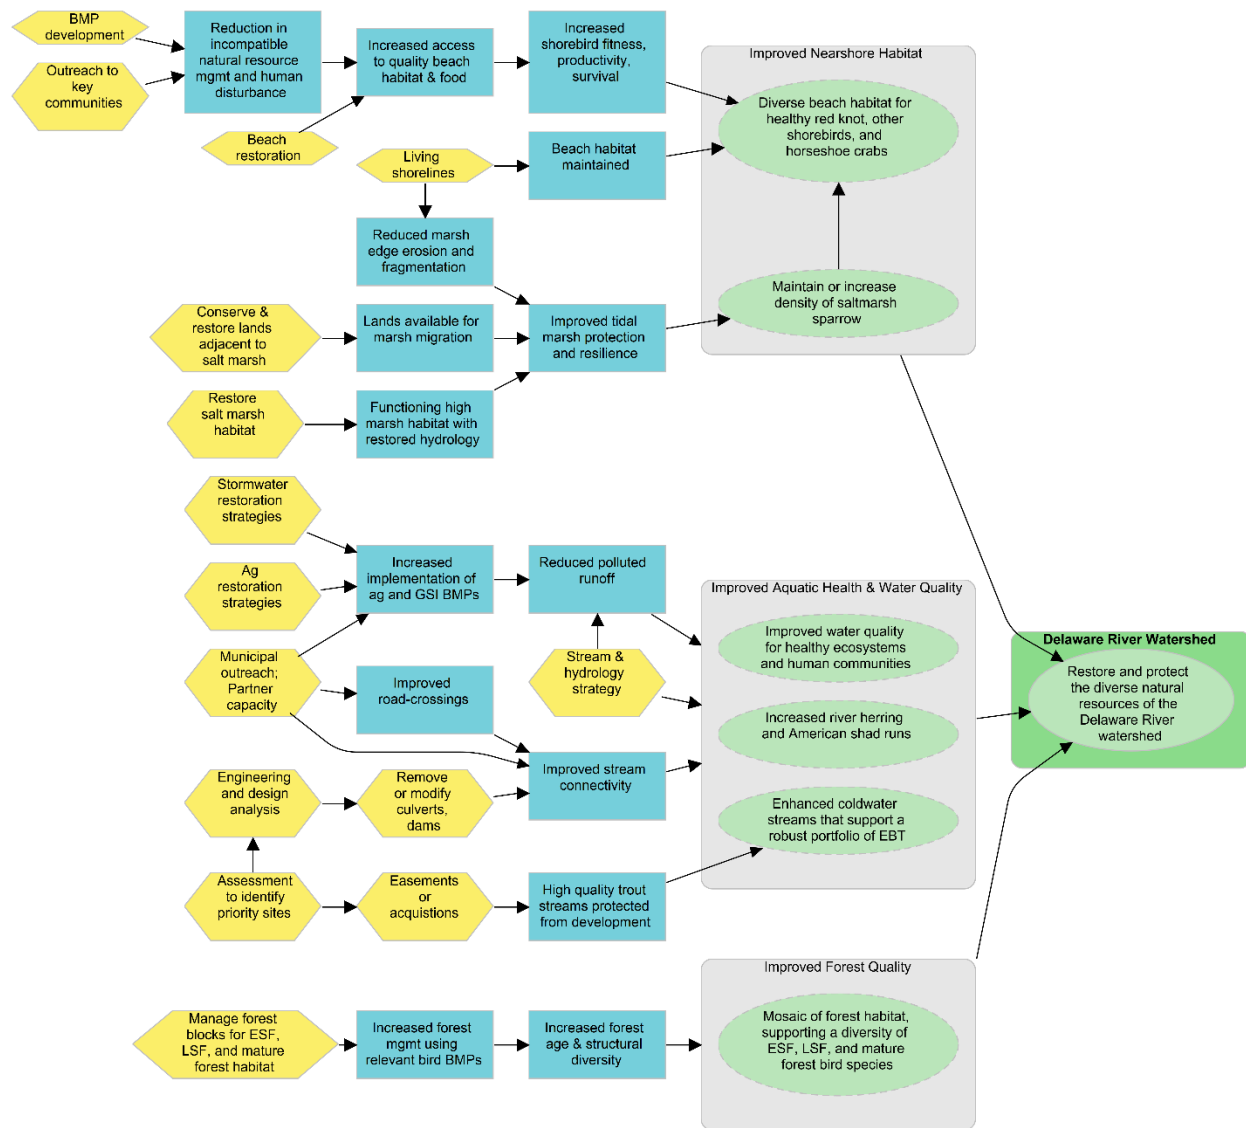 BMP
development
Outreach to
key
communities
Reduction in
incompatible
natural resource
mgmt and human
disturbance
Increased access
to quality beach
habitat & food
Increased
shorebird fitness,
productivity,
survival
Beach
restoration
Living
shorelines
Beach habitat
maintained
Improved Nearshore Habitat
Diverse beach habitat for
healthy red knot, other
shorebirds, and
horseshoe crabs
Reduced marsh
edge erosion and
fragmentation
Conserve &
restore lands
adjacent to
salt marsh
Lands available for
marsh migration
Improved tidal
marsh protection
and resilience
Maintain or increase
density of saltmarsh
sparrow
Restore
salt marsh
habitat
Functioning high
marsh habitat with
restored hydrology
Stormwater
restoration
strategies
Ag
restoration
strategies
Increased
implementation of
ag and GSI BMPs
Reduced polluted
runoff
Municipal
outreach;
Partner
capacity
Improved
road-crossings
Stream &
hydrology
strategy
Improved stream
connectivity
Engineering
and design
analysis
Remove
or modify
culverts,
dams
Assessment
to identify
priority sites
Easements
or
acquistions
High quality trout
streams protected
from development
Improved Aquatic Health & Water Quality
Improved water quality
for healthy ecosystems
and human communities
Increased river herring
and American shad runs
Enhanced coldwater
streams that support a
robust portfolio of EBT
Delaware River Watershed
Restore and protect
the diverse natural
resources of the
Delaware River
watershed
Manage forest
blocks for ESF,
LSF, and mature
forest habitat
Increased forest
mgmt using
relevant bird BMPs
Increased forest
age & structural
diversity
Improved Forest Quality
Mosaic of forest habitat,
supporting a diversity of
ESF, LSF, and mature
forest bird species